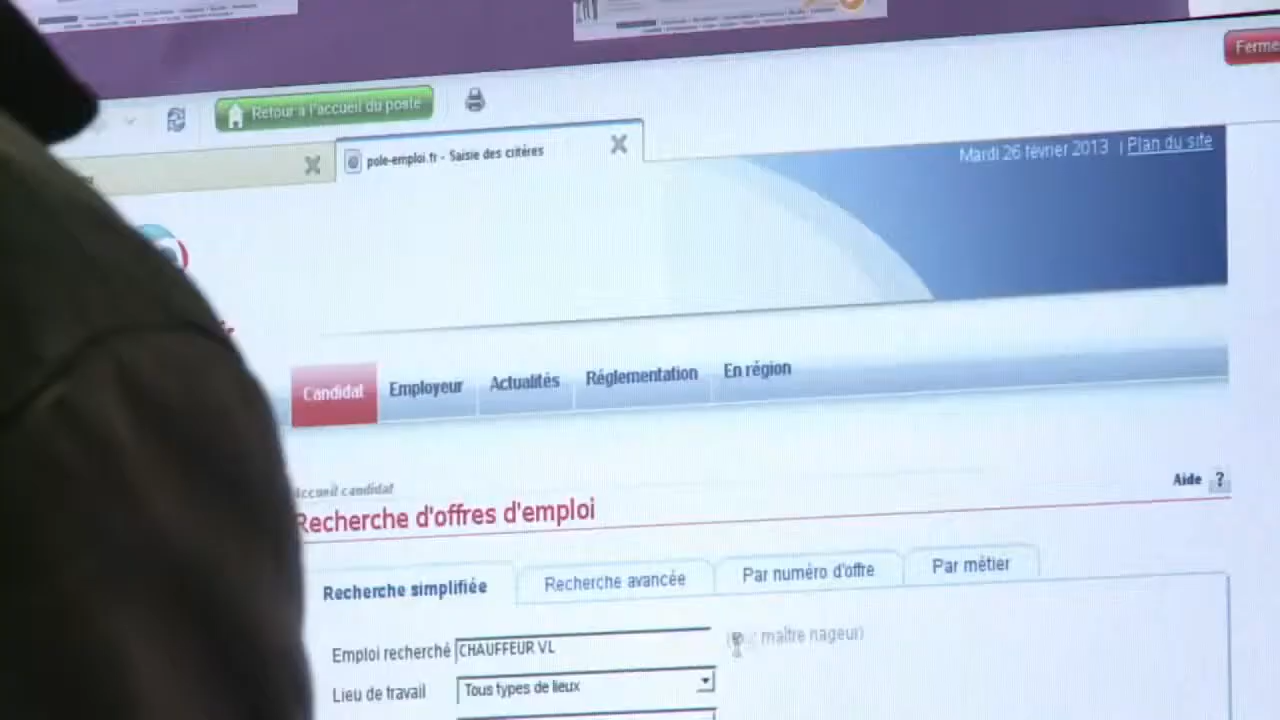 Ferme
Retour à l'accueil du poste
pole-emploi.fr - Saisie des critères
Mardi 26 février 2013 | Plan du site
Candidat Employeur Actualités Réglementation En région
Accueil candidat
Aide ?
Recherche d'offres d'emploi
Recherche simplifiée Recherche avancée Par numéro d'offre Par métier
Emploi recherché CHAUFFEUR VL maître nageur)
Lieu de travail Tous types de lieux